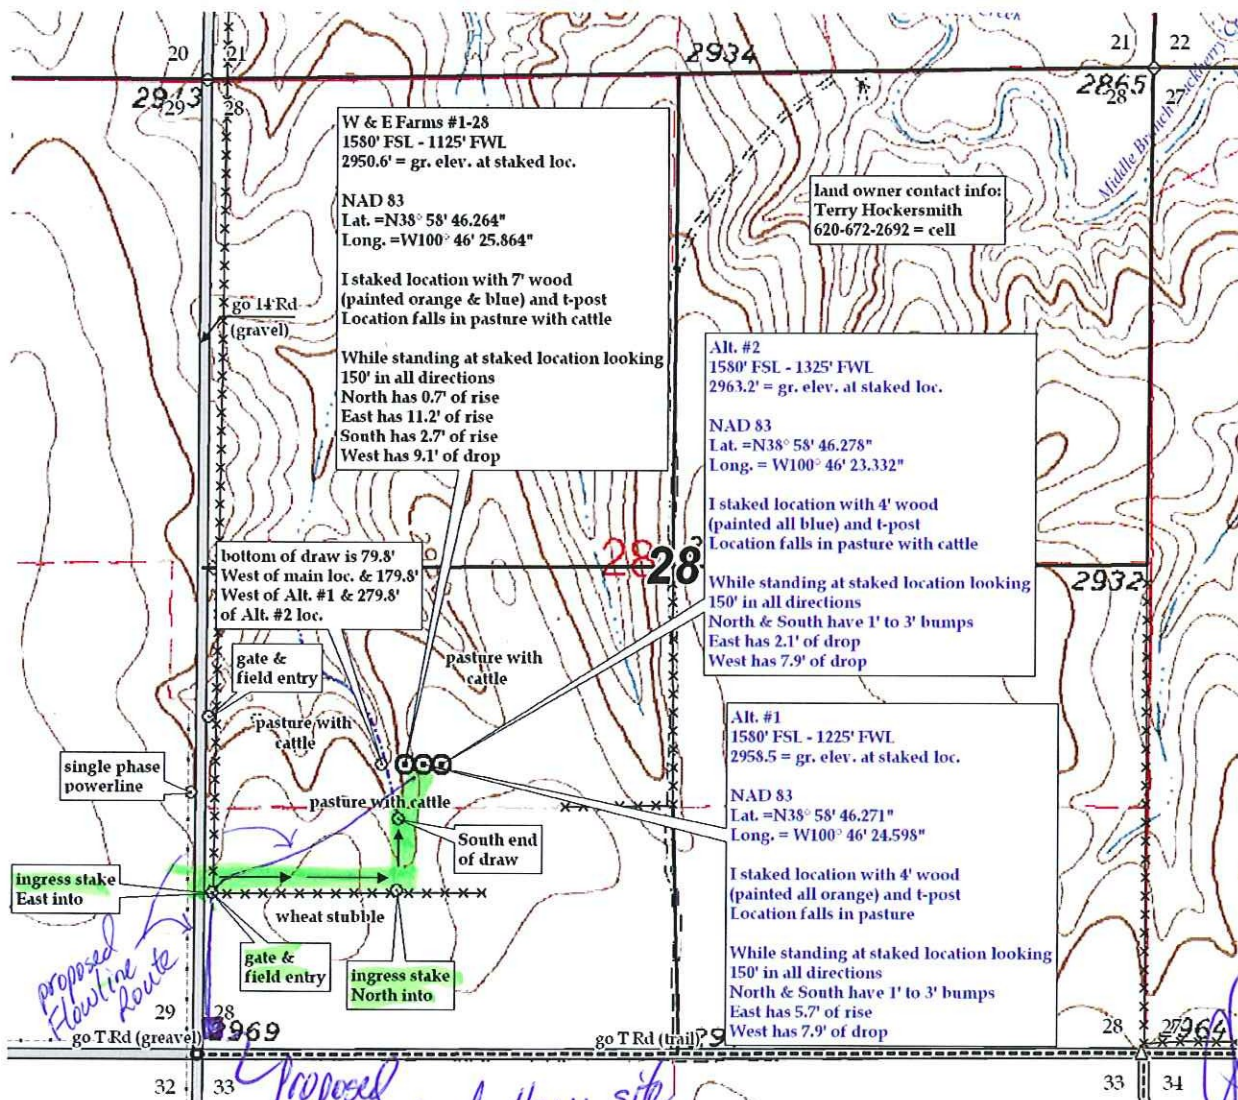 20
21
2934
21
22
Creek
2943
29
28
2865
28
27
Middle Branch Hackberry
W & E Farms #1-28
1580' FSL - 1125' FWL
2950.6' = gr. elev. at staked loc.
NAD 83
Lat. =N38° 58' 46.264"
Long. =W100° 46' 25.864"
I staked location with 7' wood
(painted orange & blue) and t-post
Location falls in pasture with cattle
While standing at staked location looking
150' in all directions
North has 0.7' of rise
East has 11.2' of rise
South has 2.7' of rise
West has 9.1' of drop
land owner contact info:
Terry Hockersmith
620-672-2692 = cell
go 14 Rd
(gravel)
Alt. #2
1580' FSL - 1325' FWL
2963.2' = gr. elev. at staked loc.
NAD 83
Lat. =N38° 58' 46.278"
Long. = W100° 46' 23.332"
I staked location with 4' wood
(painted all blue) and t-post
Location falls in pasture with cattle
While standing at staked location looking
150' in all directions
North & South have 1' to 3' bumps
East has 2.1' of drop
West has 7.9' of drop
bottom of draw is 79.8'
West of main loc. & 179.8'
West of Alt. #1 & 279.8'
of Alt. #2 loc.
28
28
2932
gate &
field entry
pasture with
cattle
pasture with
cattle
single phase
powerline
pasture with cattle
South end
of draw
Alt. #1
1580' FSL - 1225' FWL
2958.5 = gr. elev. at staked loc.
NAD 83
Lat. =N38° 58' 46.271"
Long. = W100° 46' 24.598"
I staked location with 4' wood
(painted all orange) and t-post
Location falls in pasture
While standing at staked location looking
150' in all directions
North & South have 1' to 3' bumps
East has 5.7' of rise
West has 7.9' of drop
ingress stake
East into
wheat stubble
gate &
field entry
ingress stake
North into
proposed
Flowline
Route
29
28
2969
go T Rd (greavel)
go T Rd (trail)
29
28
27
2964
32
33
Proposed
site
33
34